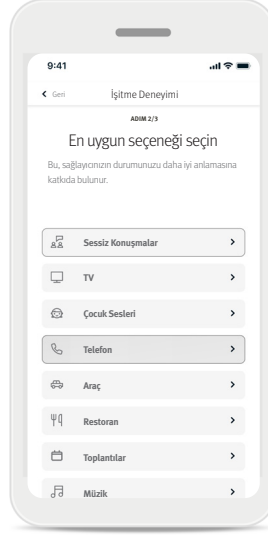 9:41
Geri
İşitme Deneyimi
ADIM 2/3
En uygun seçeneği seçin
Bu, sağlayıcınızın durumunuzu daha iyi anlamasına
katkıda bulunur.
Sessiz Konuşmalar
TV
Çocuk Sesleri
Telefon
Araç
Restoran
Toplantılar
Müzik